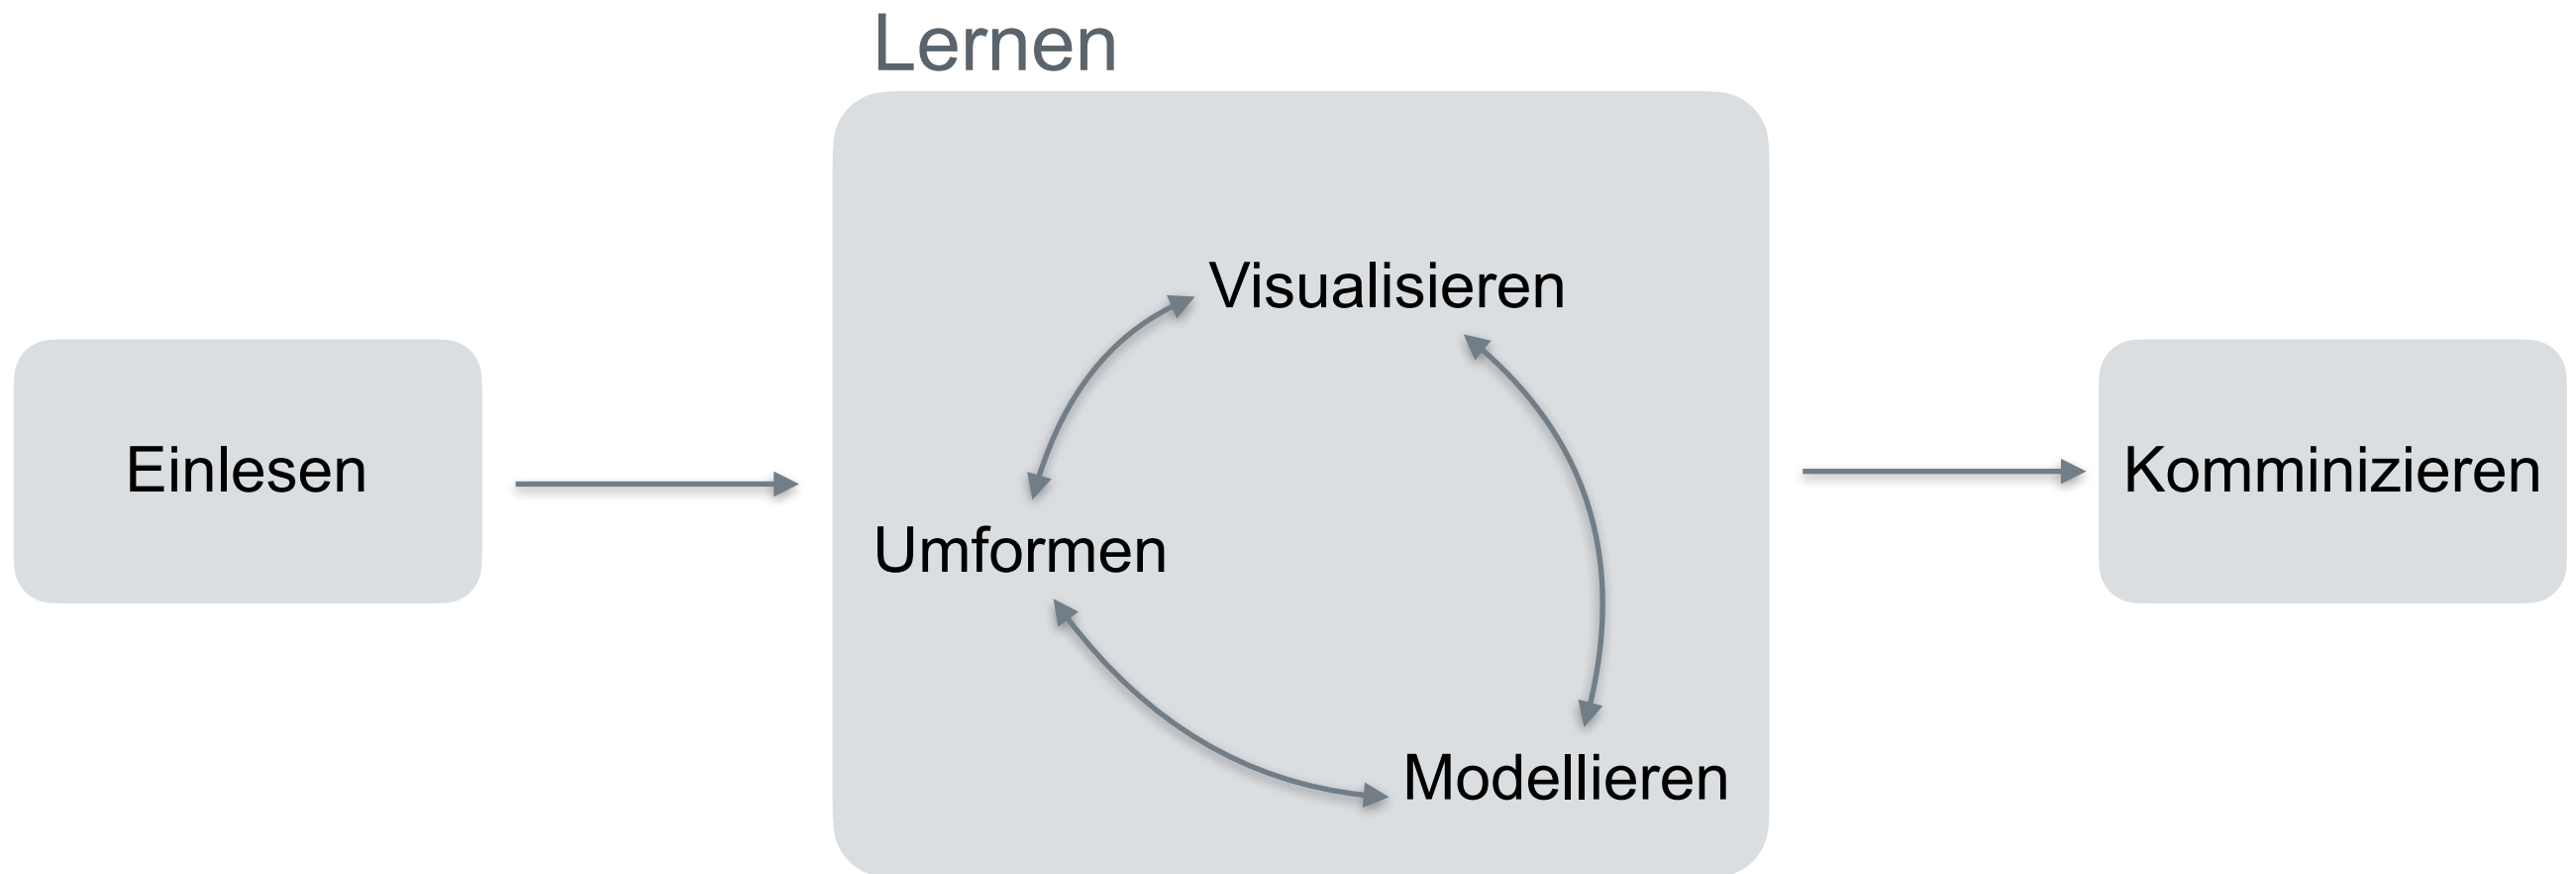 Lernen
Einlesen
Visualisieren
Umformen
Modellieren
Komminizieren